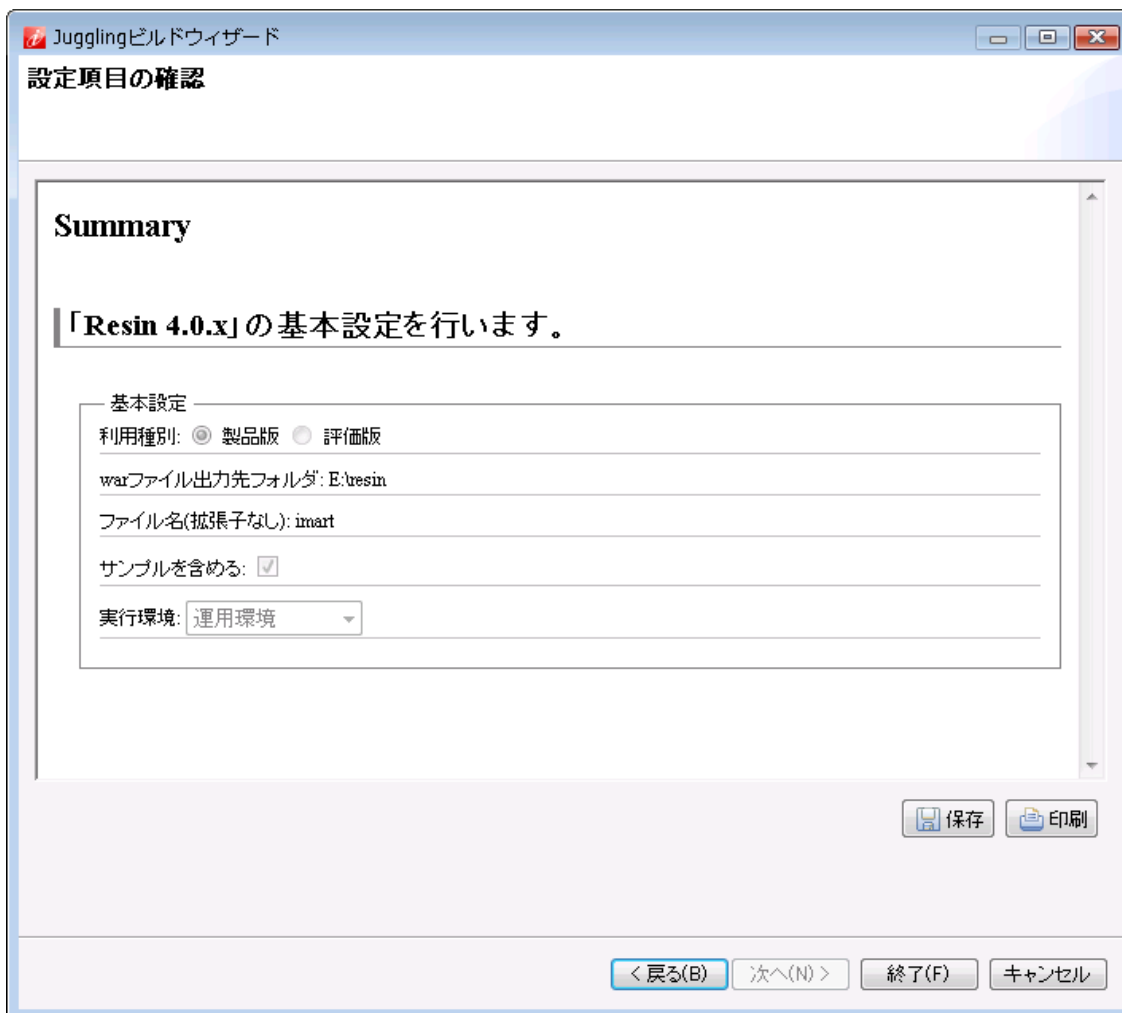 Jugglingビルドウィザード
設定項目の確認
Summary
「Resin 4.0.x」の基本設定を行います。
基本設定
利用種別: 製品版 評価版
warファイル出力先フォルダ: E:\resin
ファイル名(拡張子なし): imart
サンプルを含める:
実行環境: 運用環境
保存 印刷
< 戻る(B) 次へ(N) > 終了(F) キャンセル